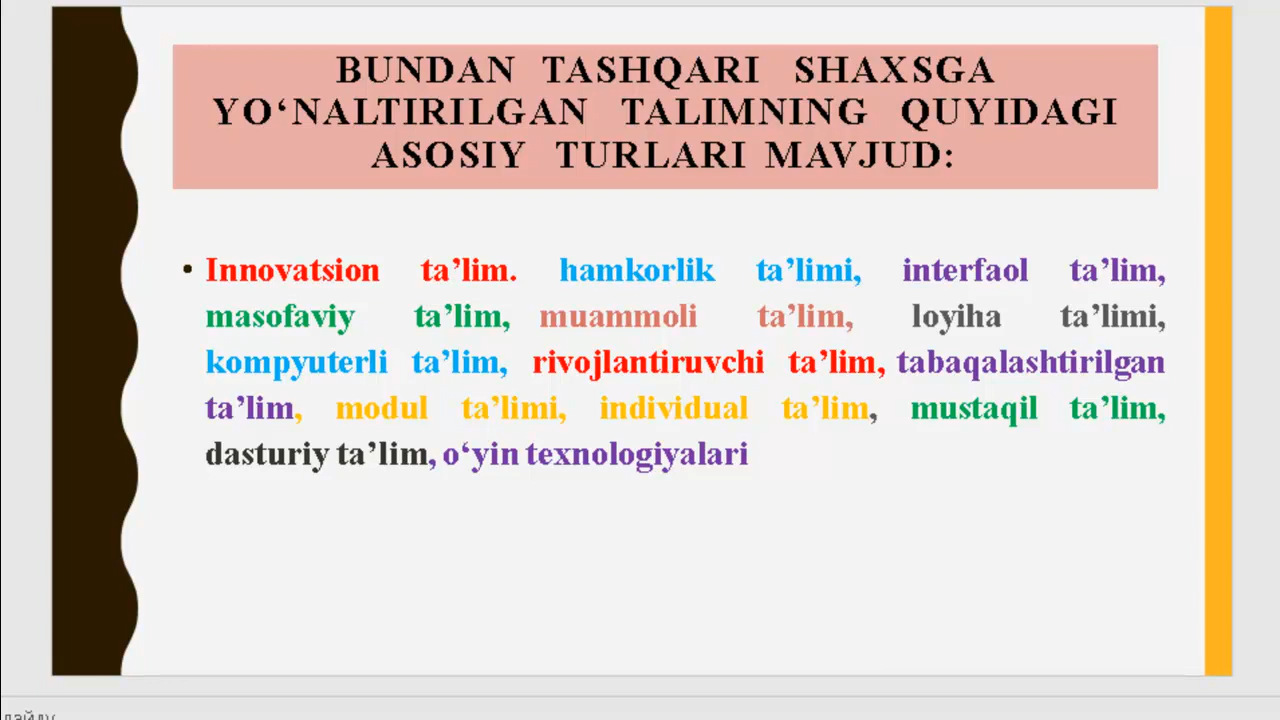 BUNDAN TASHQARI SHAXSGA
YO‘NALTIRILGAN TALIMNING QUYIDAGI
ASOSIY TURLARI MAVJUD:
• Innovatsion ta’lim. hamkorlik ta’limi, interfaol ta’lim,
masofaviy ta’lim, muammoli ta’lim, loyiha ta’limi,
kompyuterli ta’lim, rivojlantiruvchi ta’lim, tabaqalashtirilgan
ta’lim, modul ta’limi, individual ta’lim, mustaqil ta’lim,
dasturiy ta’lim, o‘yin texnologiyalari